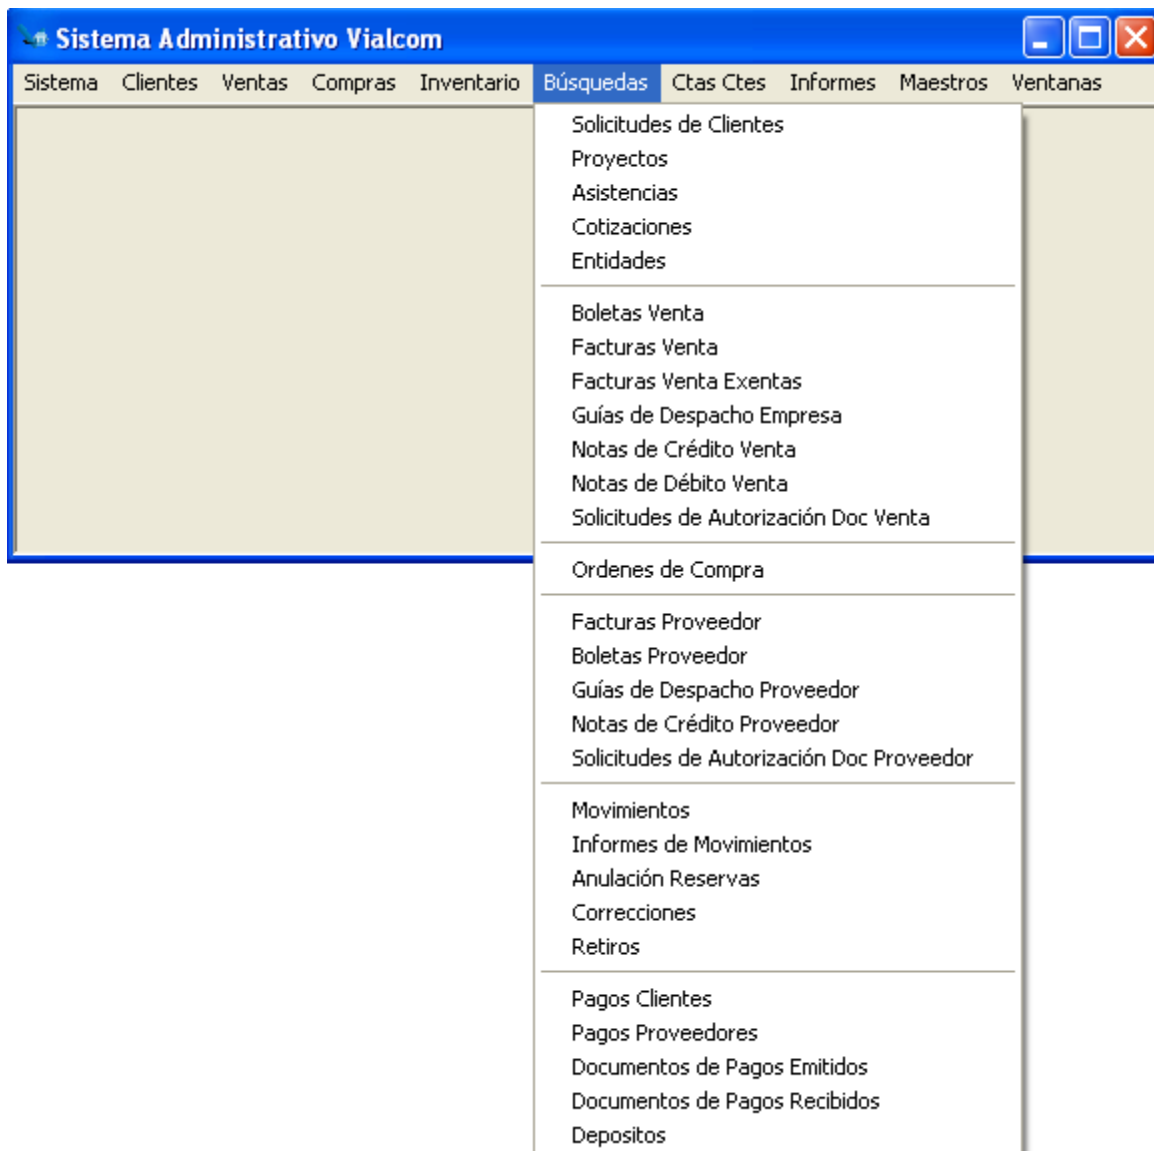 Sistema Administrativo Vialcom
Sistema Clientes Ventas Compras Inventario Búsquedas Ctas Ctes Informes Maestros Ventanas
Solicitudes de Clientes
Proyectos
Asistencias
Cotizaciones
Entidades
Boletas Venta
Facturas Venta
Facturas Venta Exentas
Guías de Despacho Empresa
Notas de Crédito Venta
Notas de Débito Venta
Solicitudes de Autorización Doc Venta
Ordenes de Compra
Facturas Proveedor
Boletas Proveedor
Guías de Despacho Proveedor
Notas de Crédito Proveedor
Solicitudes de Autorización Doc Proveedor
Movimientos
Informes de Movimientos
Anulación Reservas
Correcciones
Retiros
Pagos Clientes
Pagos Proveedores
Documentos de Pagos Emitidos
Documentos de Pagos Recibidos
Depositos